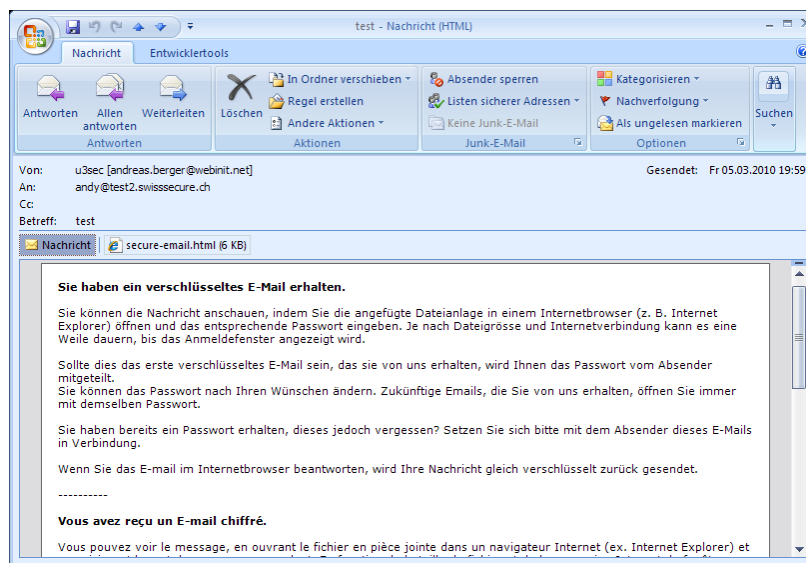 test - Nachricht (HTML)
Nachricht Entwicklertools
Antworten Allen antworten Weiterleiten
Löschen
In Ordner verschieben
Regel erstellen
Andere Aktionen
Absender sperren
Listen sicherer Adressen
Keine Junk-E-Mail
Kategorisieren
Nachverfolgung
Als ungelesen markieren
Suchen
Antworten Aktionen Junk-E-Mail Optionen
Von: u3sec [andreas.berger@webinit.net] Gesendet: Fr 05.03.2010 19:59
An: andy@test2.swisssecure.ch
Cc:
Betreff: test
Nachricht secure-email.html (6 KB)
Sie haben ein verschlüsseltes E-Mail erhalten.
Sie können die Nachricht anschauen, indem Sie die angefügte Dateianlage in einem Internetbrowser (z. B. Internet
Explorer) öffnen und das entsprechende Passwort eingeben. Je nach Dateigrösse und Internetverbindung kann es eine
Weile dauern, bis das Anmeldefenster angezeigt wird.
Sollte dies das erste verschlüsseltes E-Mail sein, das sie von uns erhalten, wird Ihnen das Passwort vom Absender
mitgeteilt.
Sie können das Passwort nach Ihren Wünschen ändern. Zukünftige Emails, die Sie von uns erhalten, öffnen Sie immer
mit demselben Passwort.
Sie haben bereits ein Passwort erhalten, dieses jedoch vergessen? Setzen Sie sich bitte mit dem Absender dieses E-Mails
in Verbindung.
Wenn Sie das E-mail im Internetbrowser beantworten, wird Ihre Nachricht gleich verschlüsselt zurück gesendet.
----------
Vous avez reçu un E-mail chiffré.
Vous pouvez voir le message, en ouvrant le fichier en pièce jointe dans un navigateur Internet (ex. Internet Explorer) et